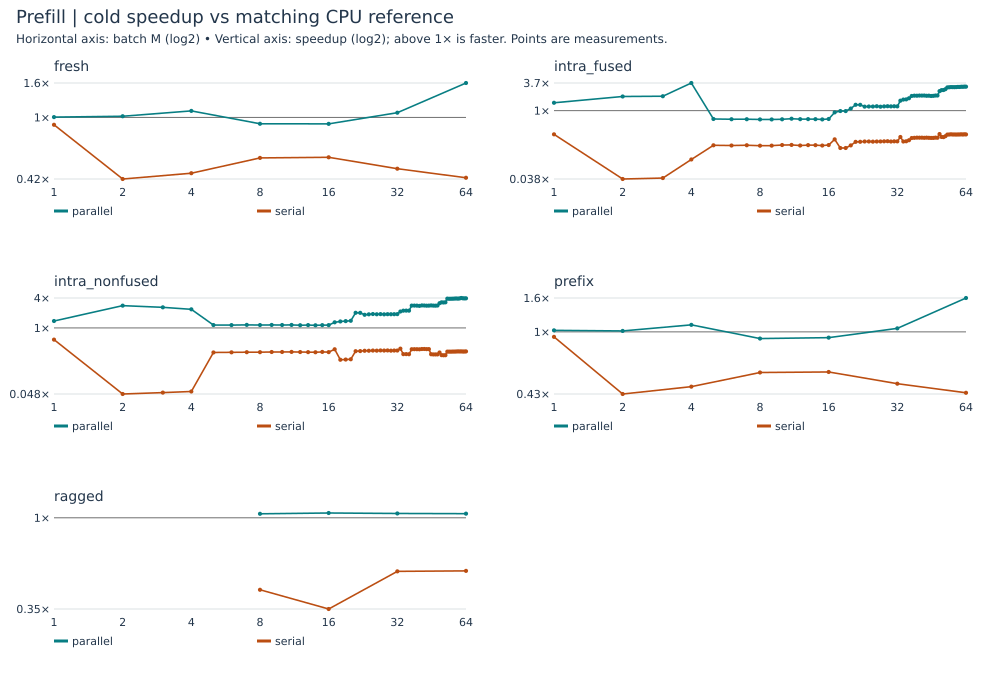 Prefill | cold speedup vs matching CPU reference
Horizontal axis: batch M (log2) • Vertical axis: speedup (log2); above 1× is faster. Points are measurements.
fresh
1.6×
1×
0.42×
1 2 4 8 16 32 64
parallel serial
intra_fused
3.7×
1×
0.038×
1 2 4 8 16 32 64
parallel serial
intra_nonfused
4×
1×
0.048×
1 2 4 8 16 32 64
parallel serial
prefix
1.6×
1×
0.43×
1 2 4 8 16 32 64
parallel serial
ragged
1×
0.35×
1 2 4 8 16 32 64
parallel serial